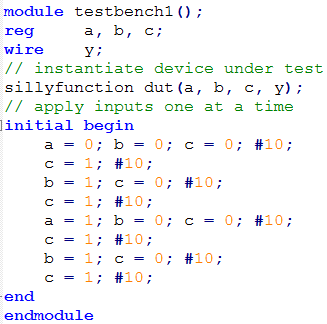 module testbench1();
reg a, b, c;
wire y;
// instantiate device under test
sillyfunction dut(a, b, c, y);
// apply inputs one at a time
initial begin
a = 0; b = 0; c = 0; #10;
c = 1; #10;
b = 1; c = 0; #10;
c = 1; #10;
a = 1; b = 0; c = 0; #10;
c = 1; #10;
b = 1; c = 0; #10;
c = 1; #10;
end
endmodule